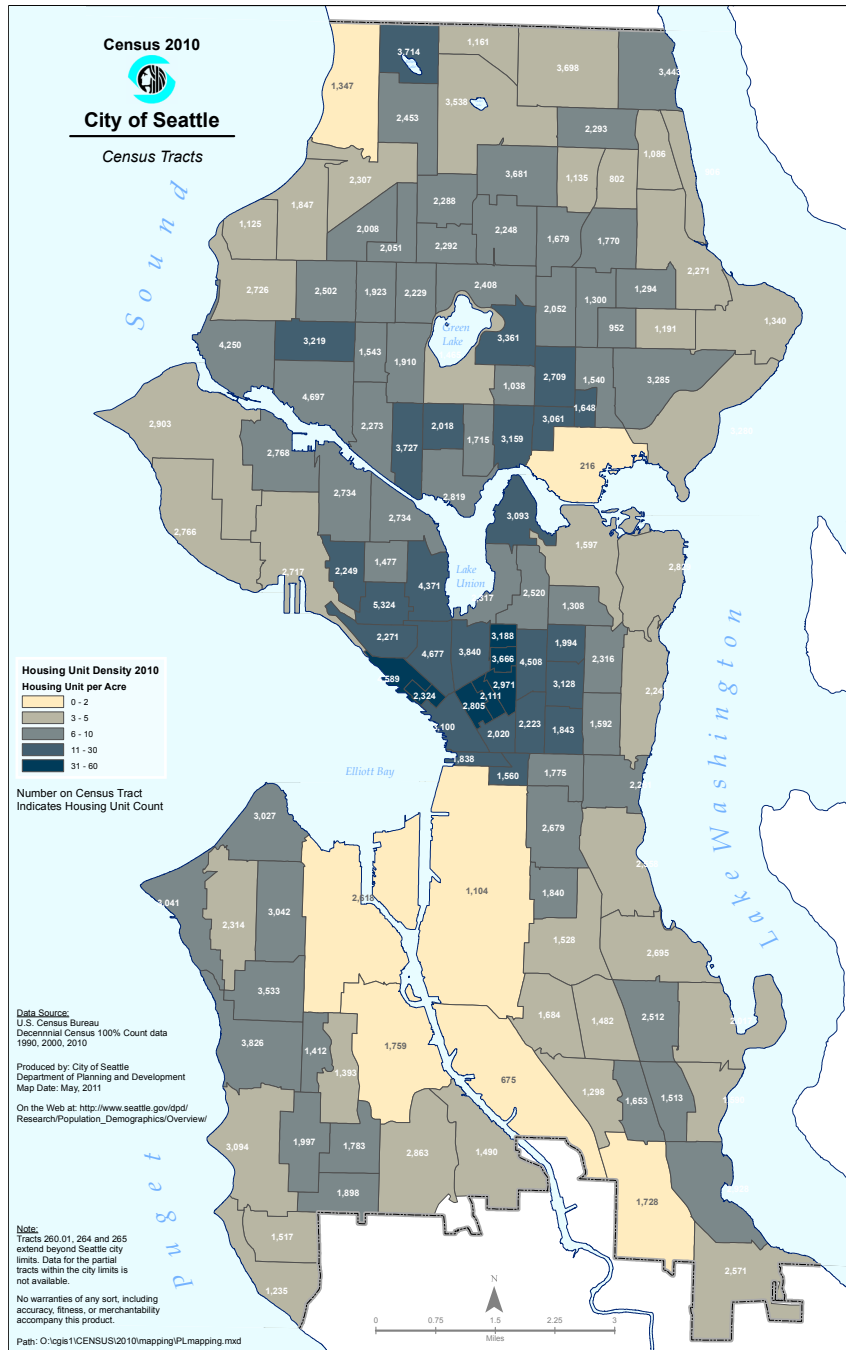 Census 2010
City of Seattle
Census Tracts
Sound
3,714
1,161
3,698
3,443
1,347
3,538
2,453
2,293
1,086
2,307
3,681
1,135
802
1,847
2,288
1,125
2,008
2,248
1,679
1,770
2,051
2,292
2,271
2,726
2,502
1,923
2,229
2,408
2,052
1,300
1,294
1,340
4,250
3,219
Green
Lake
3,361
952
1,191
1,543
1,910
4,697
1,038
2,709
1,540
3,285
1,648
2,903
2,273
3,727
2,018
1,715
3,159
3,061
2,768
216
2,734
2,819
2,734
3,093
2,766
1,597
2,717
2,249
1,477
4,371
Lake
Union
2,520
1,308
5,324
2,271
4,677
3,840
3,188
3,666
4,508
1,994
2,316
2,971
3,128
2,324
2,111
2,805
2,020
2,223
1,843
1,592
1,838
1,560
1,775
Lake Washington
Housing Unit Density 2010
Housing Unit per Acre
0 - 2
3 - 5
6 - 10
11 - 30
31 - 60
Number on Census Tract
Indicates Housing Unit Count
Elliott Bay
3,027
2,679
3,041
2,314
3,042
2,618
1,104
1,840
1,528
2,695
3,533
1,684
1,482
2,512
3,826
1,412
1,393
1,759
675
1,298
1,653
1,513
3,094
1,997
1,783
2,863
1,490
1,898
1,728
1,517
2,571
1,235
Data Source:
U.S. Census Bureau
Decennnial Census 100% Count data
1990, 2000, 2010
Produced by: City of Seattle
Department of Planning and Development
Map Date: May, 2011
On the Web at: http://www.seattle.gov/dpd/
Research/Population_Demographics/Overview/
Puget
Note:
Tracts 260.01, 264 and 265
extend beyond Seattle city
limits. Data for the partial
tracts within the city limits is
not available.
No warranties of any sort, including
accuracy, fitness, or merchantability
accompany this product.
Path: O:\cgis1\CENSUS\2010\mapping\PLmapping.mxd
N
0 0.75 1.5 2.25 3
Miles